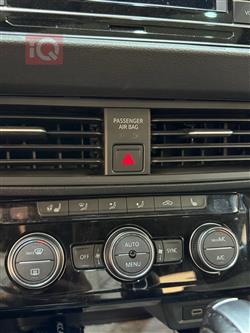 iQ
PASSENGER
AIR BAG
OFF
AUTO
MENU
SYNC
A/C